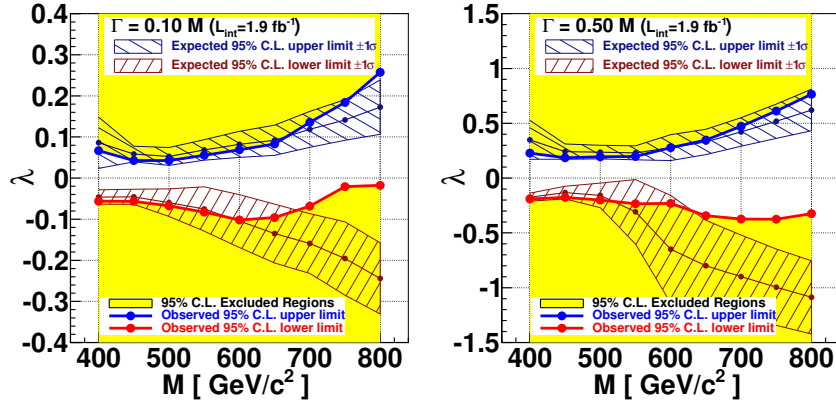 Γ = 0.10 M (L_int=1.9 fb⁻¹)
Expected 95% C.L. upper limit ±1σ
Expected 95% C.L. lower limit ±1σ
0.4
0.3
0.2
0.1
0
-0.1
-0.2
-0.3
-0.4
λ
95% C.L. Excluded Regions
Observed 95% C.L. upper limit
Observed 95% C.L. lower limit
400 500 600 700 800
M [ GeV/c² ]
Γ = 0.50 M (L_int=1.9 fb⁻¹)
Expected 95% C.L. upper limit ±1σ
Expected 95% C.L. lower limit ±1σ
1.5
1
0.5
0
-0.5
-1
-1.5
λ
95% C.L. Excluded Regions
Observed 95% C.L. upper limit
Observed 95% C.L. lower limit
400 500 600 700 800
M [ GeV/c² ]